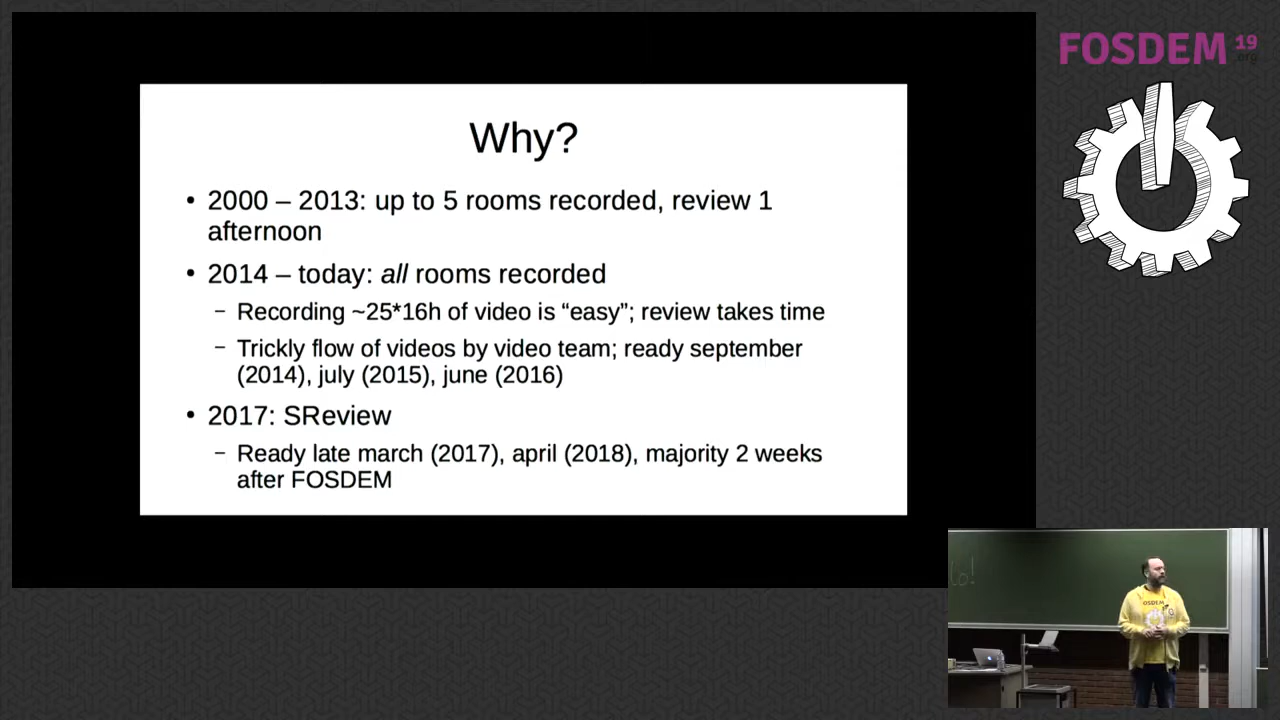 FOSDEM 19
.org
Why?
• 2000 – 2013: up to 5 rooms recorded, review 1
afternoon
• 2014 – today: all rooms recorded
– Recording ~25*16h of video is “easy”; review takes time
– Trickly flow of videos by video team; ready september
(2014), july (2015), june (2016)
• 2017: SReview
– Ready late march (2017), april (2018), majority 2 weeks
after FOSDEM
OSDEM